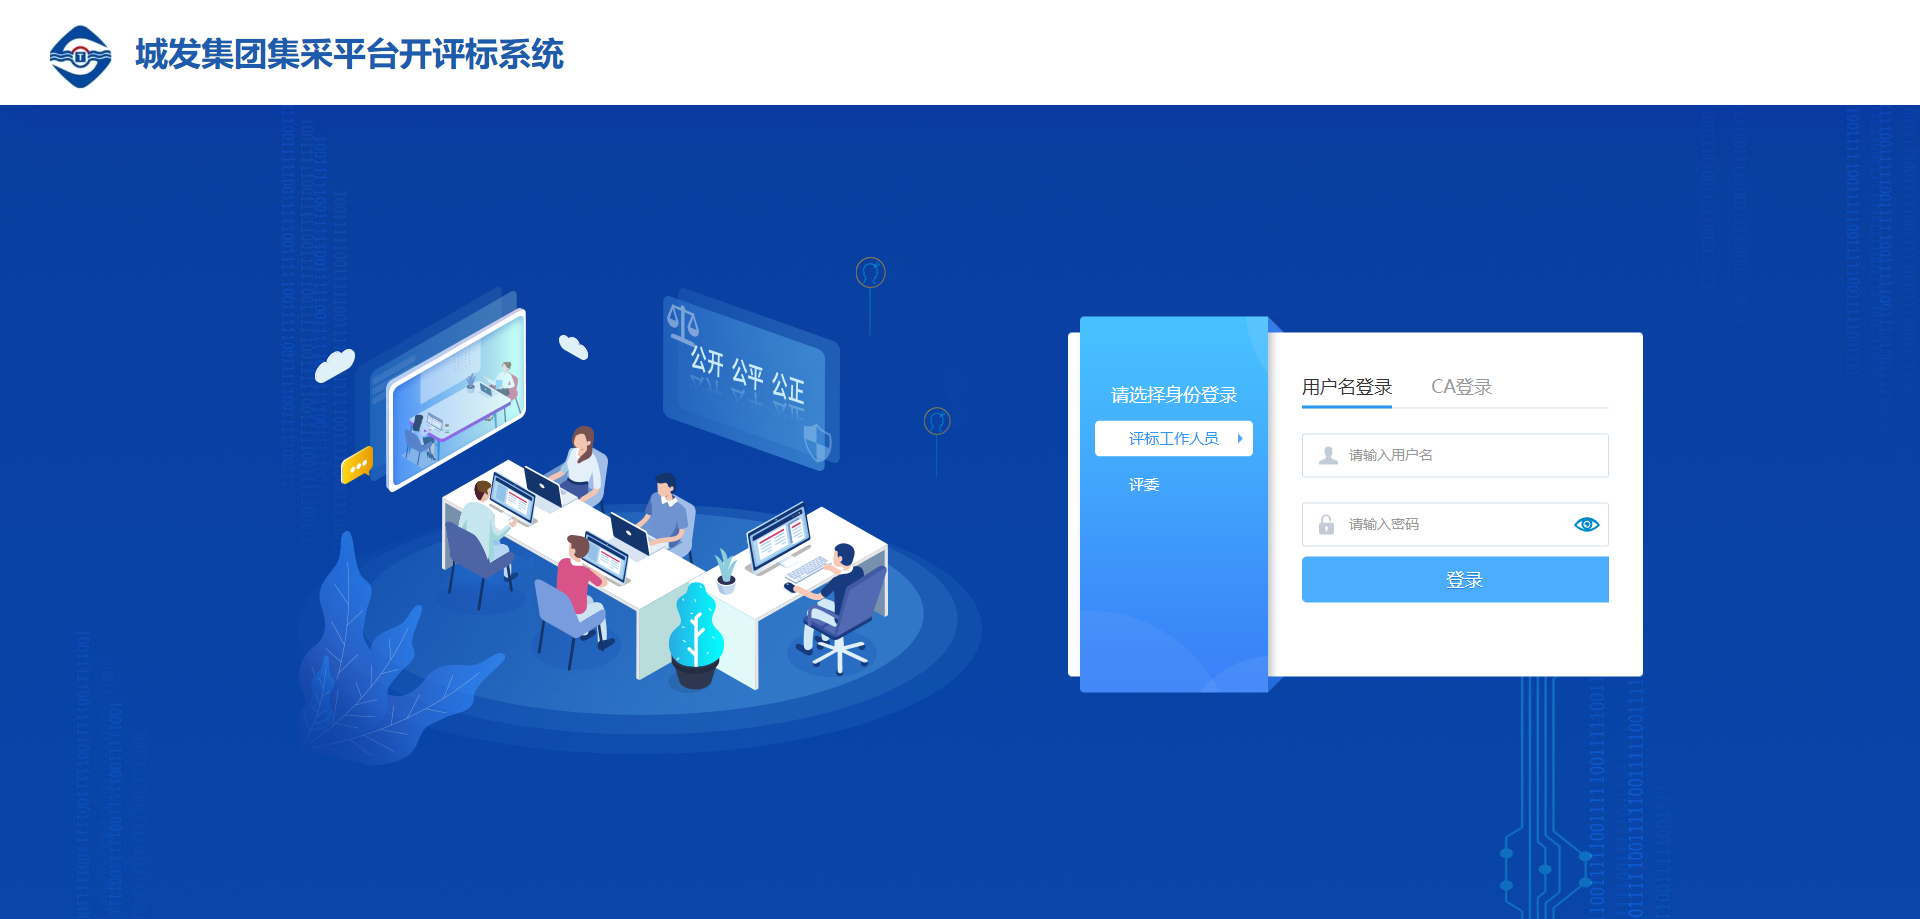 城发集团集采平台开评标系统
公开 公平 公正
请选择身份登录
评标工作人员
评委
用户名登录 CA登录
请输入用户名
请输入密码
登录